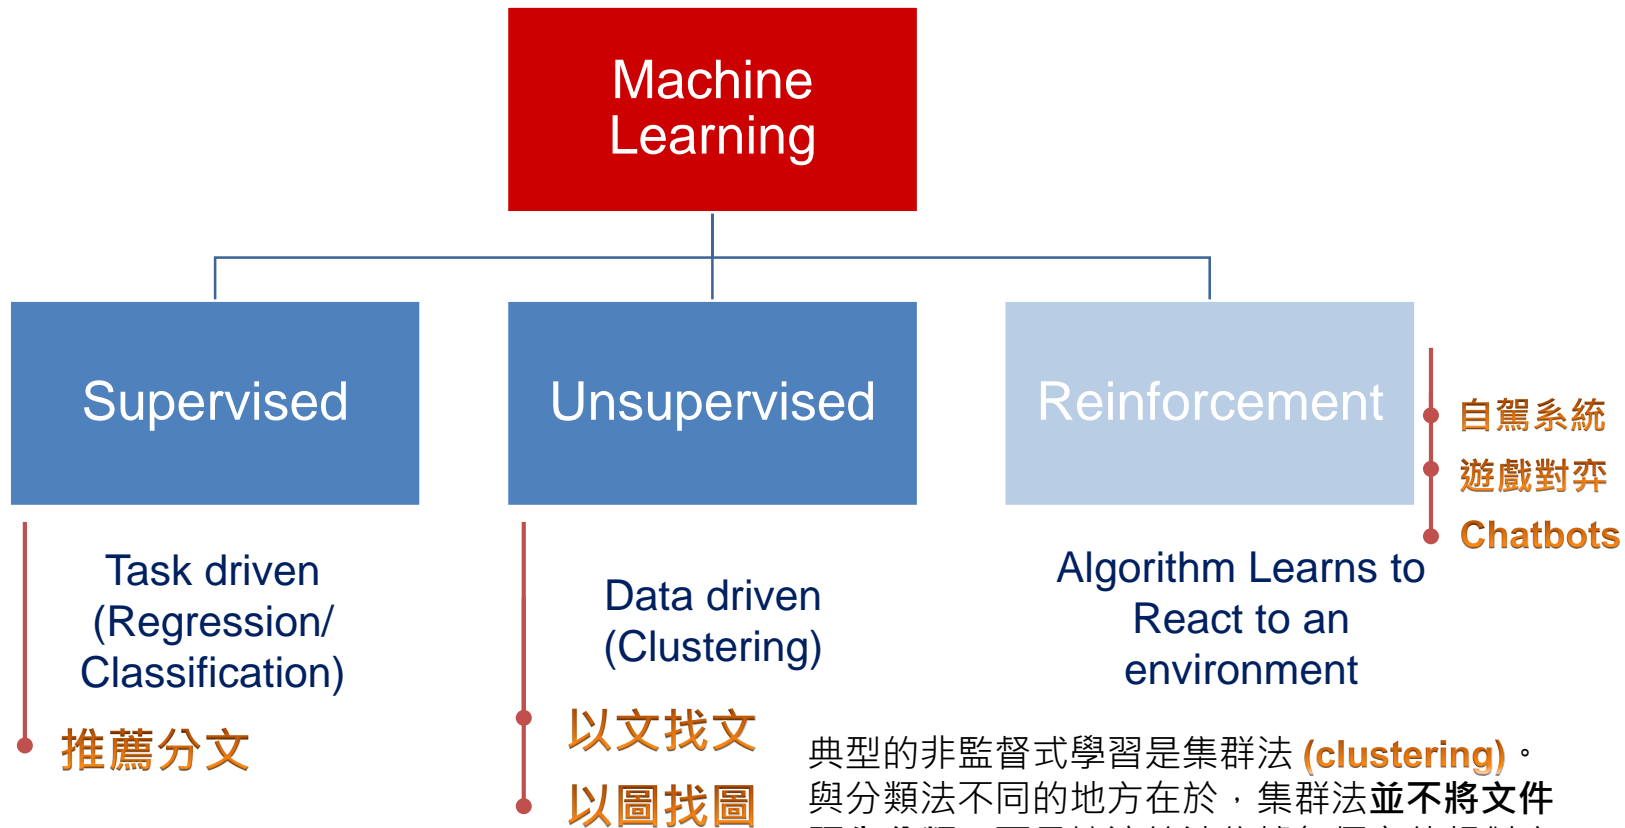 Machine
Learning
Supervised
Unsupervised
Reinforcement
自駕系統
遊戲對弈
Chatbots
Task driven
(Regression/
Classification)
推薦分文
Data driven
(Clustering)
以文找文
以圖找圖
Algorithm Learns to
React to an
environment
典型的非監督式學習是集群法 (clustering)。
與分類法不同的地方在於，集群法並不將文件